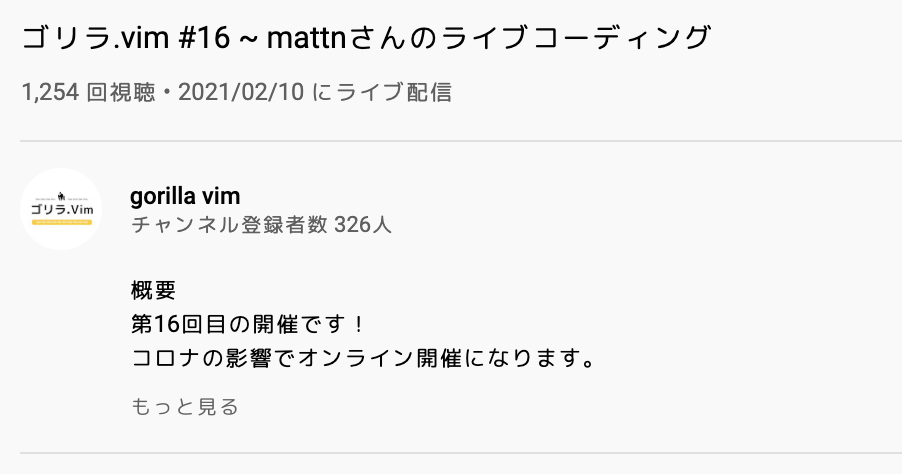 ゴリラ.vim #16 ~ mattnさんのライブコーディング
1,254 回視聴・2021/02/10 にライブ配信
ゴリラ.Vim
gorilla vim
チャンネル登録者数 326人
概要
第16回目の開催です！
コロナの影響でオンライン開催になります。
もっと見る